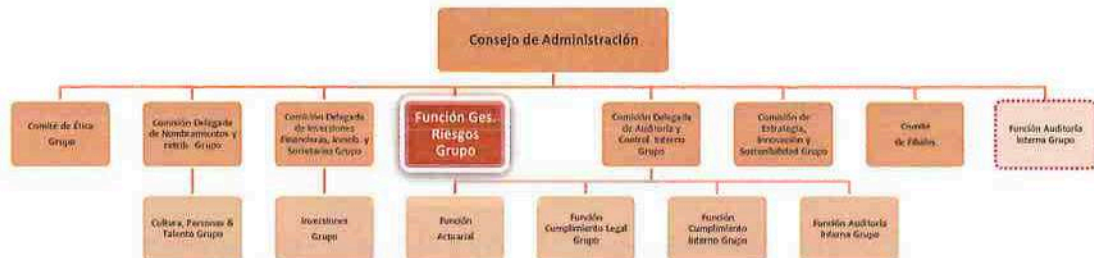 Consejo de Administración
Comité de Ética
Grupo
Comisión Delegada
de Nombramientos y
retrib. Grupo
Comisión Delegada
de Inversiones
Financieras, Inmob. y
Societarias Grupo
Función Ges.
Riesgos
Grupo
Comisión Delegada
de Auditoría y
Control Interno
Grupo
Comisión de
Estrategia,
Innovación y
Sostenibilidad Grupo
Comité
de Filiales
Función Auditoría
Interna Grupo
Cultura, Personas &
Talento Grupo
Inversiones
Grupo
Función
Actuarial
Función
Cumplimiento Legal
Grupo
Función
Cumplimiento
Interno Grupo
Función Auditoría
Interna Grupo